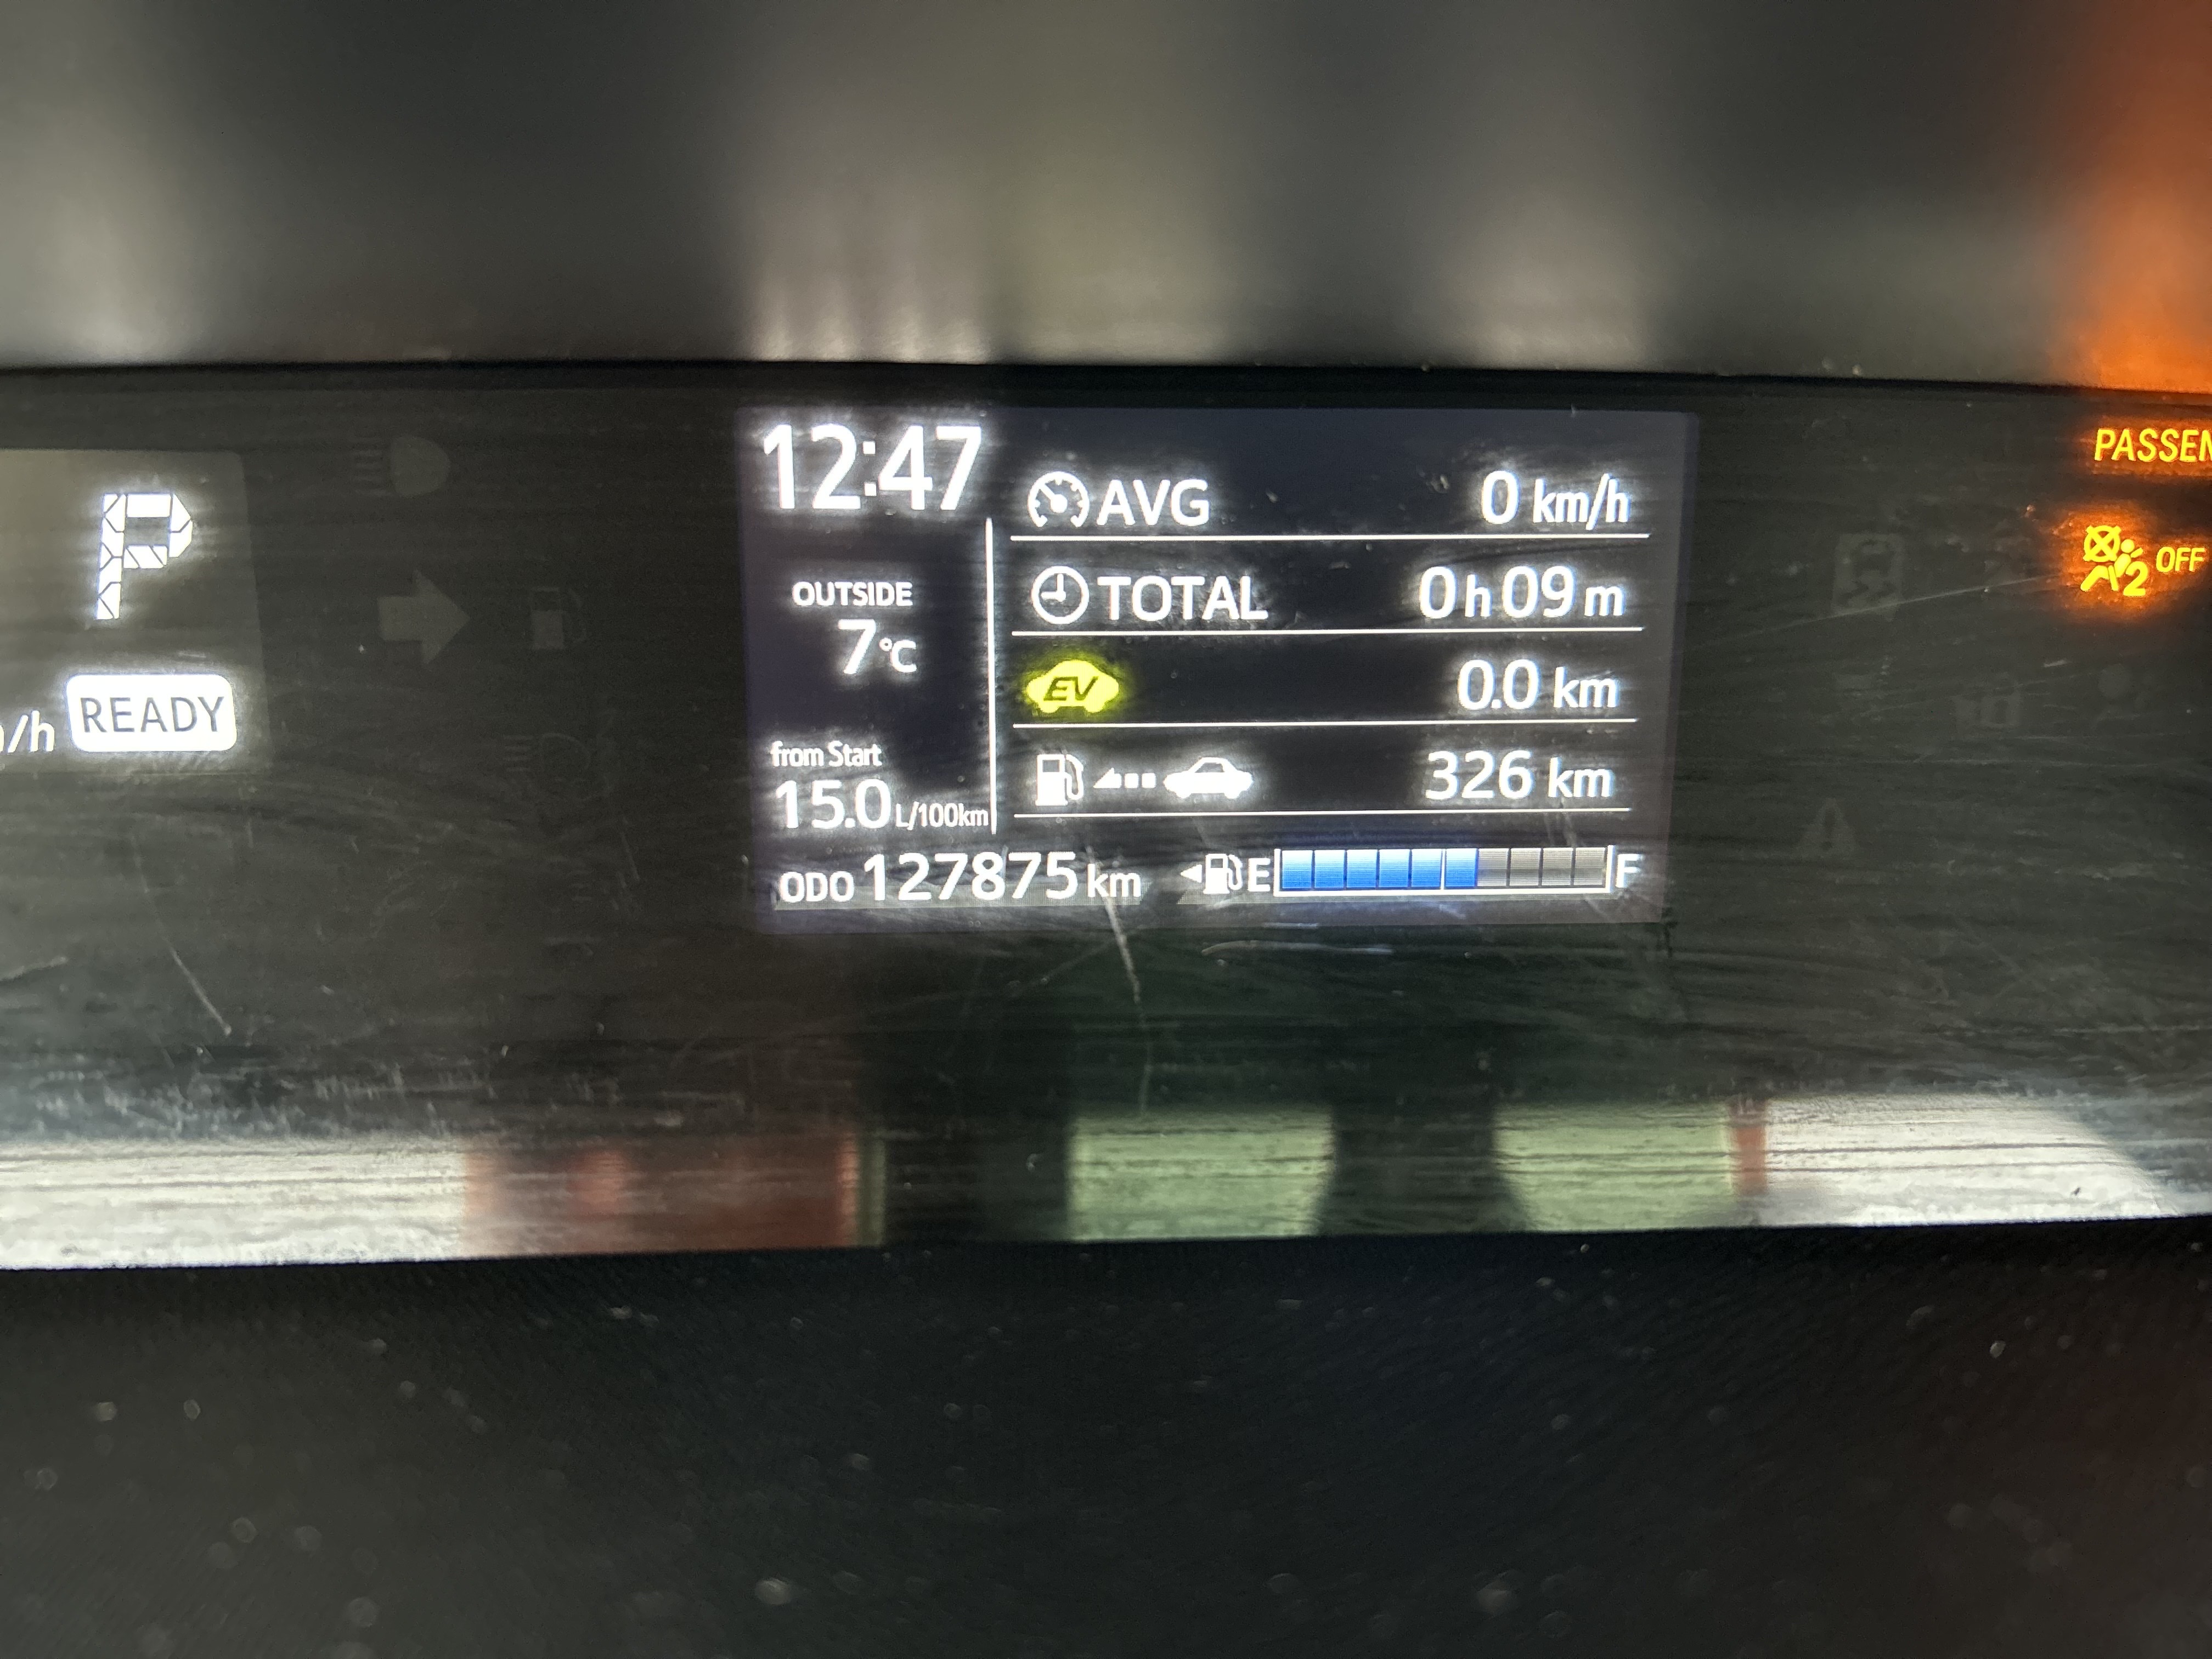 12:47
AVG 0 km/h
P
PASSEN
OFF
2
OUTSIDE
7°C
TOTAL 0h09m
READY
/h
EV 0.0 km
from Start
15.0 L/100km
326 km
ODO 127875 km
E F